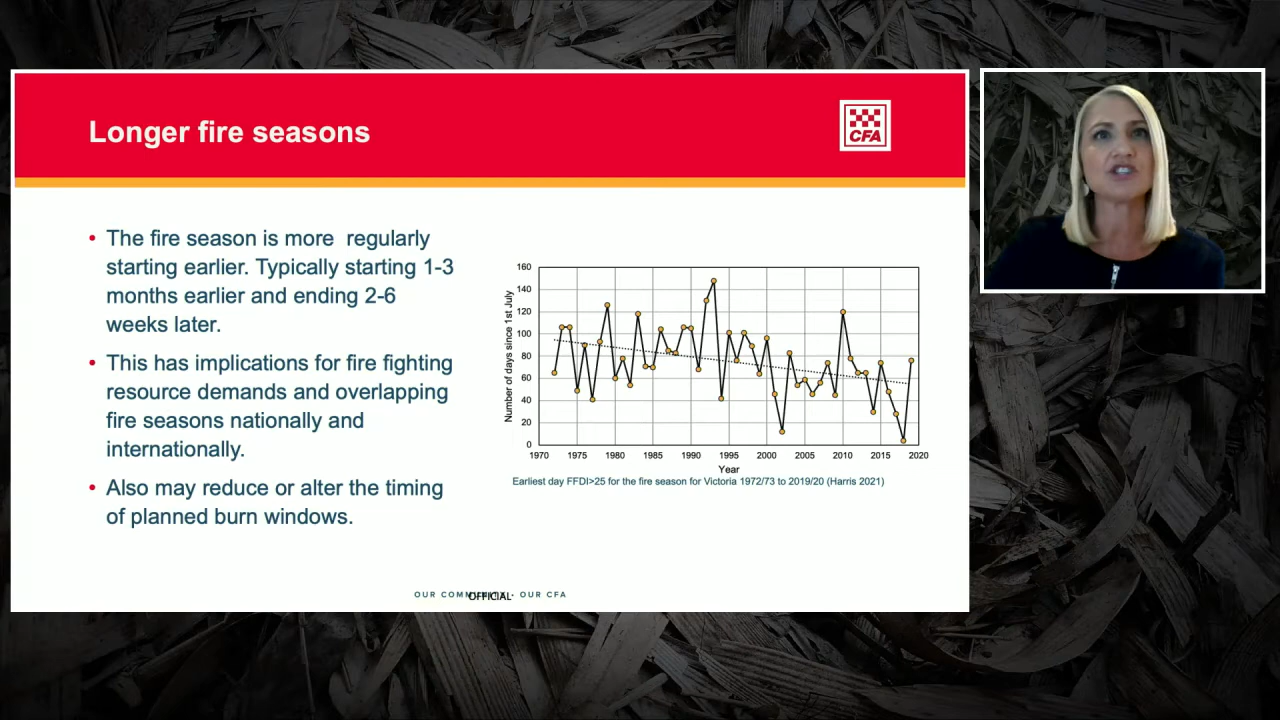 Longer fire seasons
CFA
• The fire season is more  regularly
starting earlier. Typically starting 1-3
months earlier and ending 2-6
weeks later.
• This has implications for fire fighting
resource demands and overlapping
fire seasons nationally and
internationally.
• Also may reduce or alter the timing
of planned burn windows.
Number of days since 1st July
160
140
120
100
80
60
40
20
0
1970 1975 1980 1985 1990 1995 2000 2005 2010 2015 2020
Year
Earliest day FFDI>25 for the fire season for Victoria 1972/73 to 2019/20 (Harris 2021)
OUR • OUR CFA
OFFICIAL